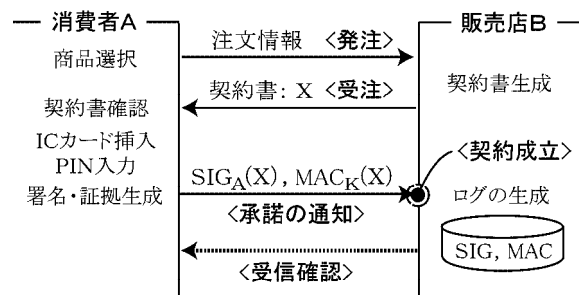 消費者A
販売店B
注文情報 <発注>
商品選択
契約書: X <受注>
契約書生成
契約書確認
ICカード挿入
PIN入力
<契約成立>
署名・証拠生成
SIGA(X) , MACK(X)
ログの生成
<承諾の通知>
SIG, MAC
<受信確認>